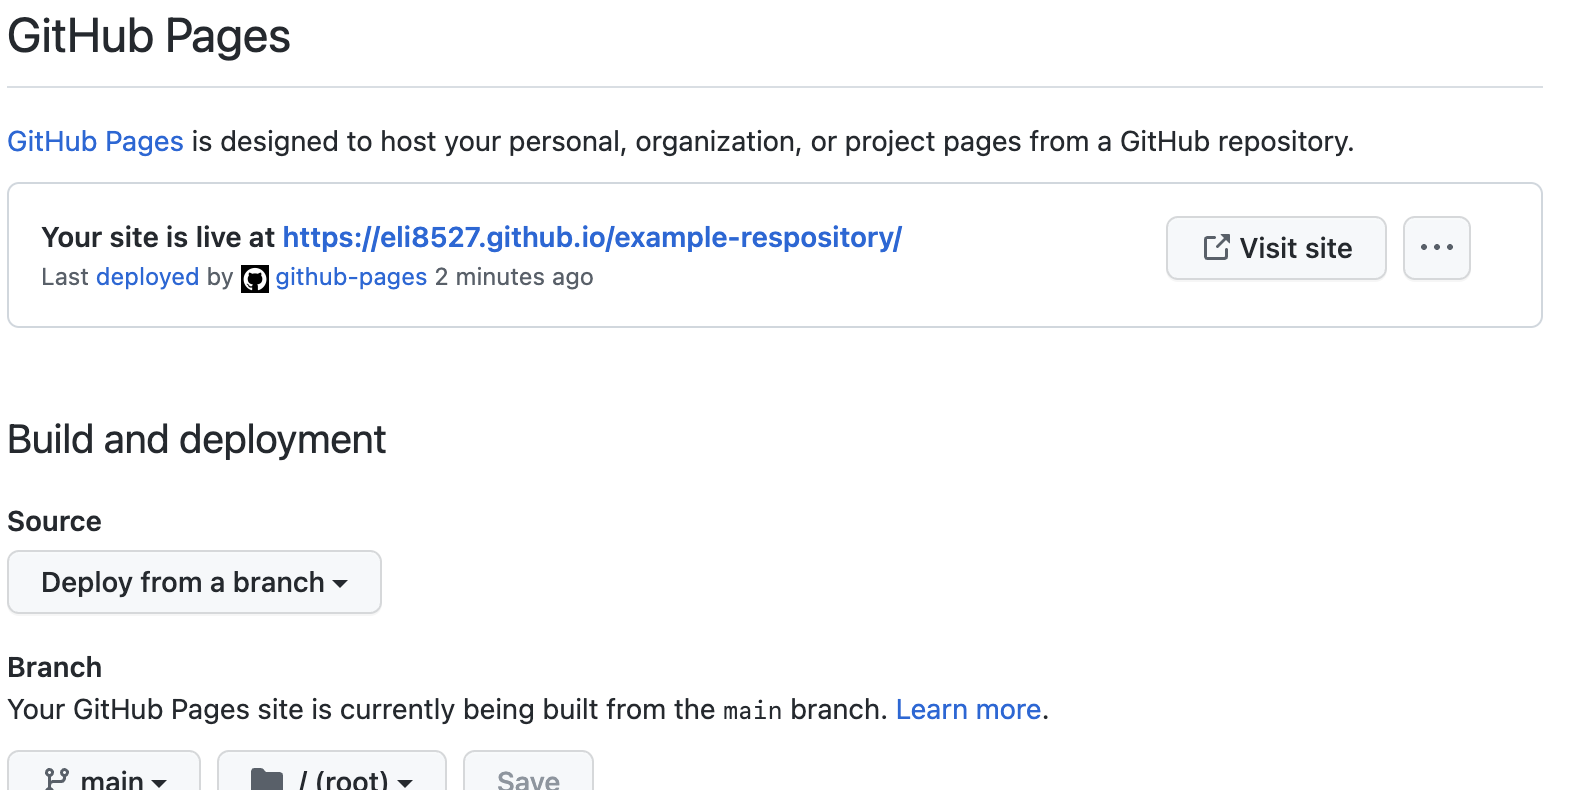 GitHub Pages
GitHub Pages is designed to host your personal, organization, or project pages from a GitHub repository.
Your site is live at https://eli8527.github.io/example-respository/
Visit site
Last deployed by github-pages 2 minutes ago
Build and deployment
Source
Deploy from a branch
Branch
Your GitHub Pages site is currently being built from the main branch. Learn more.
main / (root) Save